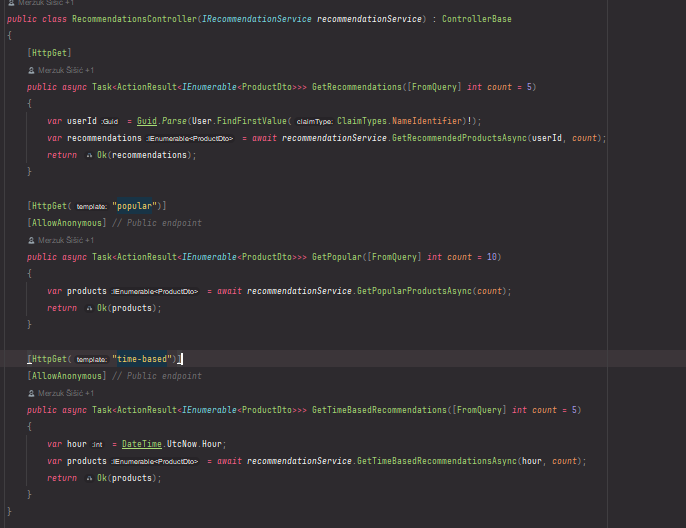 Merzuk Šišić +1
public class RecommendationsController(IRecommendationService recommendationService) : ControllerBase
{
[HttpGet]
Merzuk Šišić +1
public async Task<ActionResult<IEnumerable<ProductDto>>> GetRecommendations([FromQuery] int count = 5)
{
var userId :Guid = Guid.Parse(User.FindFirstValue( claimType: ClaimTypes.NameIdentifier)!);
var recommendations :IEnumerable<ProductDto> = await recommendationService.GetRecommendedProductsAsync(userId, count);
return Ok(recommendations);
}
[HttpGet( template: "popular")]
[AllowAnonymous] // Public endpoint
Merzuk Šišić +1
public async Task<ActionResult<IEnumerable<ProductDto>>> GetPopular([FromQuery] int count = 10)
{
var products :IEnumerable<ProductDto> = await recommendationService.GetPopularProductsAsync(count);
return Ok(products);
}
[HttpGet( template: "time-based")]
[AllowAnonymous] // Public endpoint
Merzuk Šišić +1
public async Task<ActionResult<IEnumerable<ProductDto>>> GetTimeBasedRecommendations([FromQuery] int count = 5)
{
var hour :int = DateTime.UtcNow.Hour;
var products :IEnumerable<ProductDto> = await recommendationService.GetTimeBasedRecommendationsAsync(hour, count);
return Ok(products);
}
}